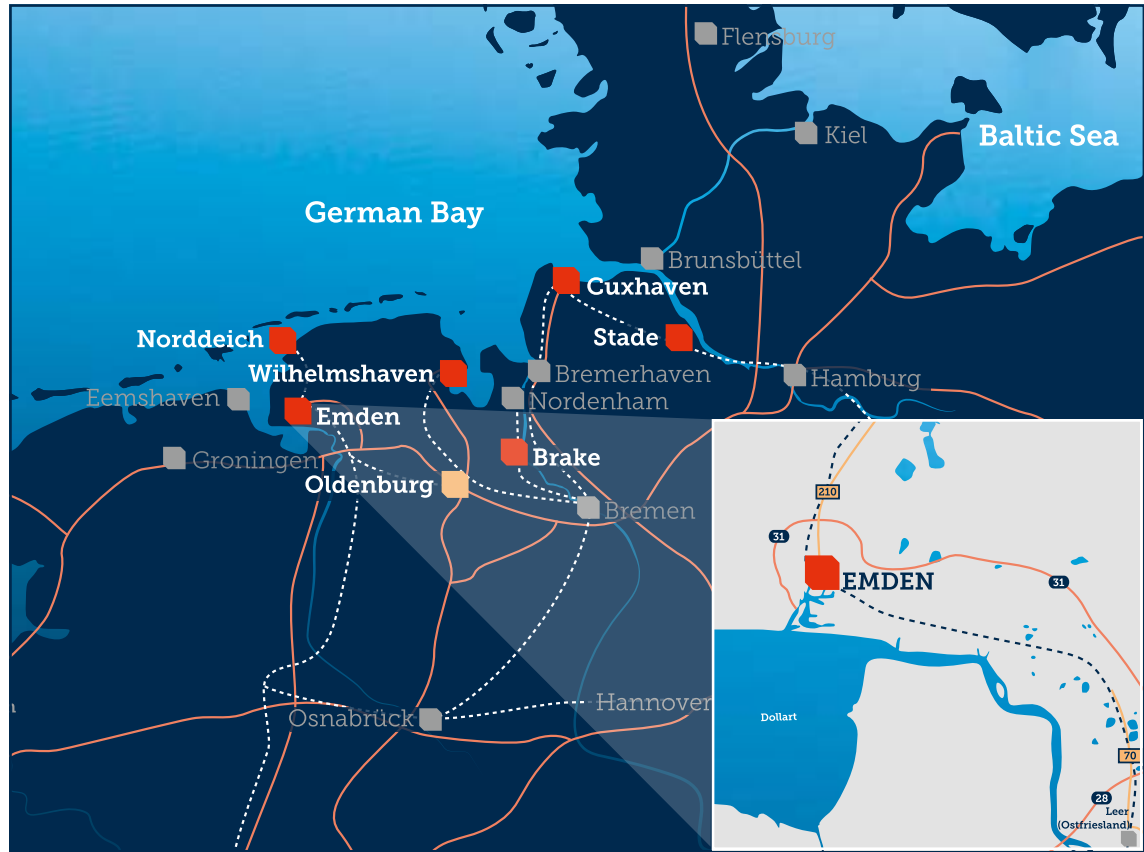 Flensburg
Kiel
Baltic Sea
German Bay
Brunsbüttel
Cuxhaven
Norddeich
Stade
Wilhelmshaven
Bremerhaven
Hamburg
Eemshaven
Nordenham
Emden
Groningen
Brake
Oldenburg
Bremen
210
31
EMDEN
31
Hannover
Osnabrück
Dollart
70
28
Leer
(Ostfriesland)